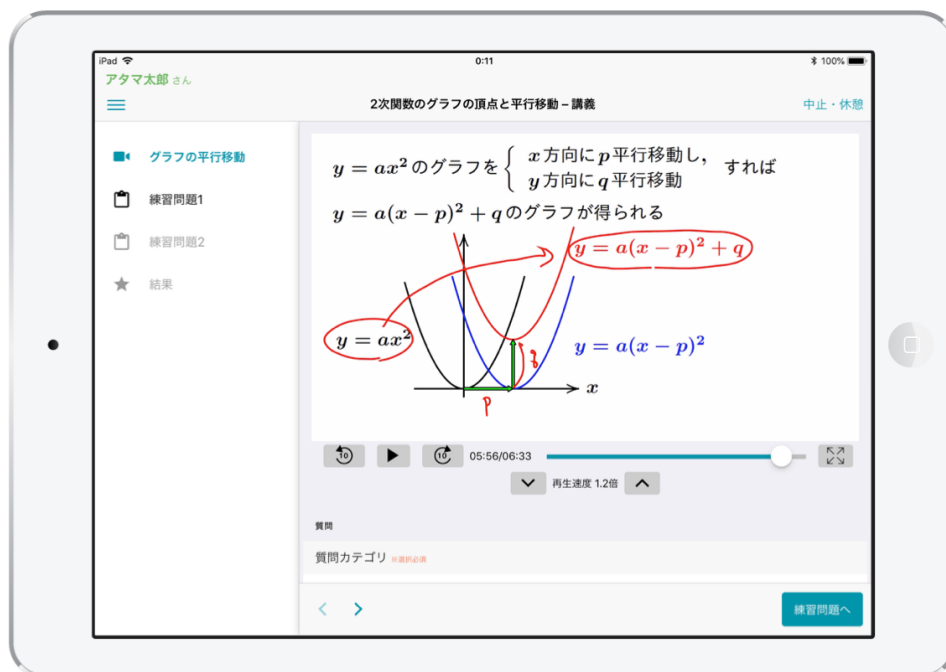 iPad 0:11 100%
アタマ太郎 さん
2次関数のグラフの頂点と平行移動 – 講義 中止・休憩
グラフの平行移動
練習問題1
練習問題2
結果
y = ax² のグラフを { x 方向に p 平行移動し, y 方向に q 平行移動 すれば
y = a(x − p)² + q のグラフが得られる
y = a(x − p)² + q
y = ax²
y = a(x − p)²
q
x
p
10 10 05:56/06:33
再生速度 1.2倍
質問
質問カテゴリ ※選択必須
練習問題へ